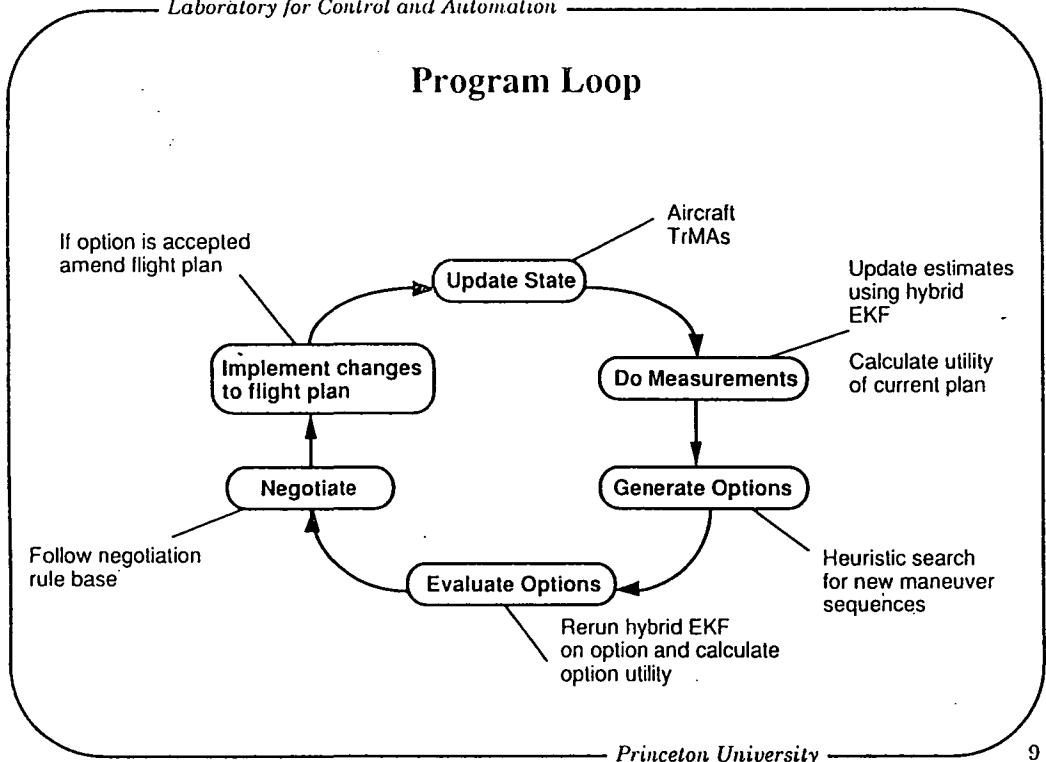 Laboratory for Control and Automation
Program Loop
Aircraft
TrMAs
If option is accepted
amend flight plan
Update State
Update estimates
using hybrid
EKF
Calculate utility
of current plan
Implement changes
to flight plan
Do Measurements
Negotiate
Generate Options
Follow negotiation
rule base
Evaluate Options
Heuristic search
for new maneuver
sequences
Rerun hybrid EKF
on option and calculate
option utility
Princeton University
9